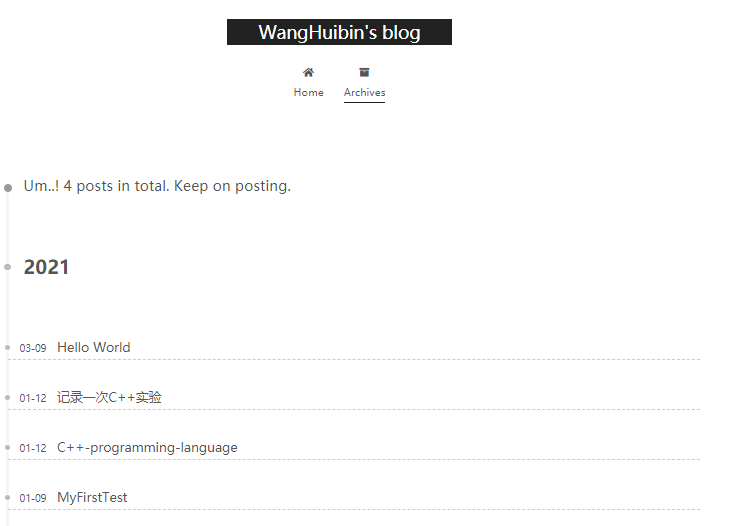 WangHuibin's blog
Home Archives
Um..! 4 posts in total. Keep on posting.
2021
03-09 Hello World
01-12 记录一次C++实验
01-12 C++-programming-language
01-09 MyFirstTest